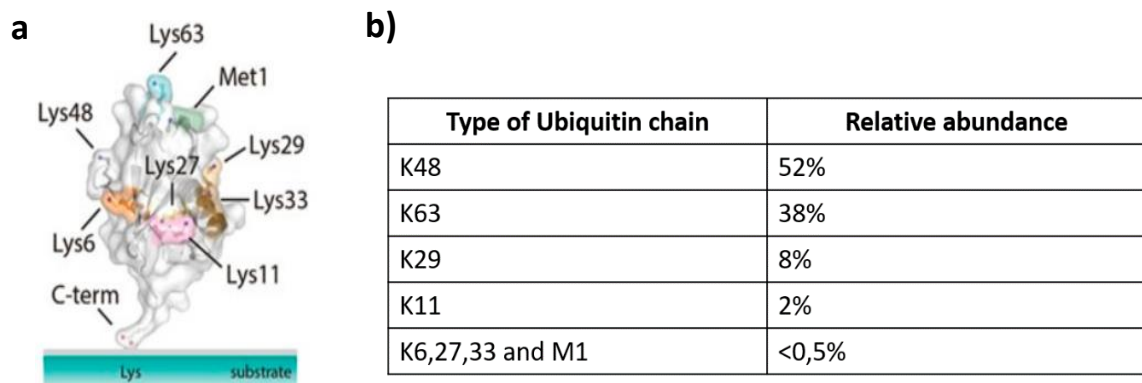 a
b)
Lys63
Met1
Lys48
Lys29
Lys27
Lys33
Lys6
Lys11
C-term
Lys substrate
Type of Ubiquitin chain Relative abundance
K48 52%
K63 38%
K29 8%
K11 2%
K6,27,33 and M1 <0,5%